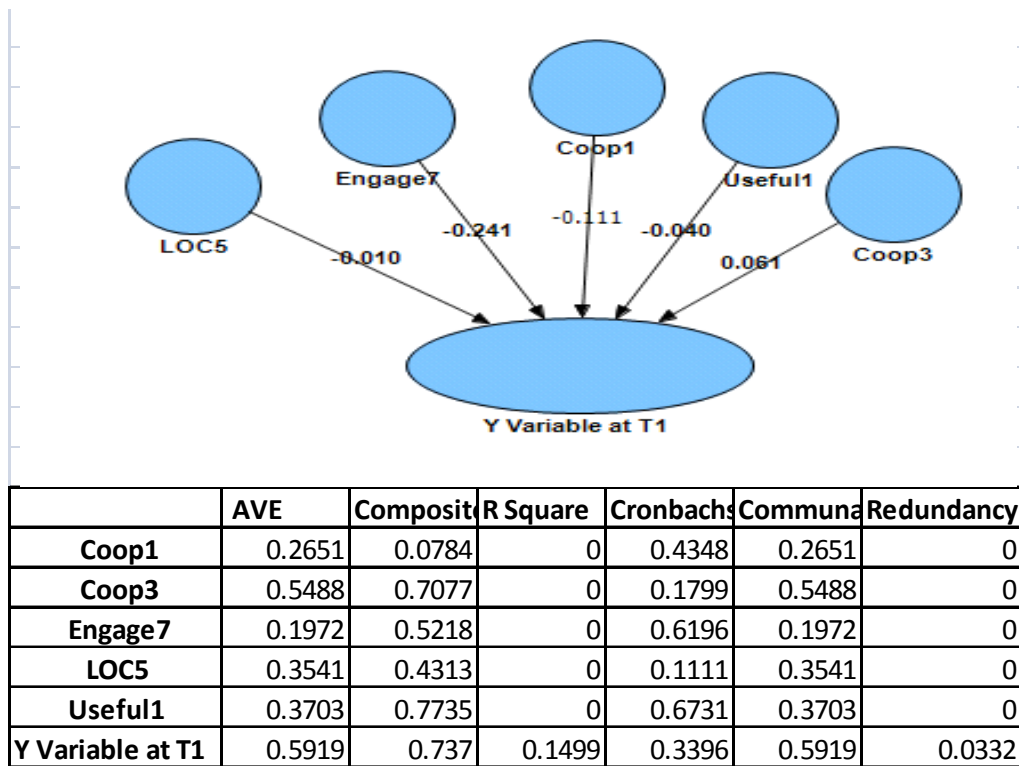 Coop1
Engage7
Useful1
LOC5
Coop3
-0.010
-0.241
-0.111
-0.040
0.061
Y Variable at T1
AVE Composit R Square Cronbachs Communa Redundancy
Coop1 0.2651 0.0784 0 0.4348 0.2651 0
Coop3 0.5488 0.7077 0 0.1799 0.5488 0
Engage7 0.1972 0.5218 0 0.6196 0.1972 0
LOC5 0.3541 0.4313 0 0.1111 0.3541 0
Useful1 0.3703 0.7735 0 0.6731 0.3703 0
Y Variable at T1 0.5919 0.737 0.1499 0.3396 0.5919 0.0332